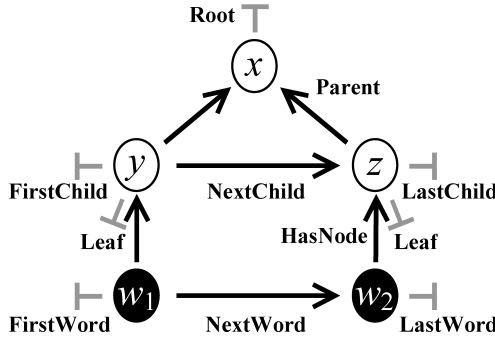 Root
x
Parent
y
z
FirstChild
NextChild
LastChild
Leaf
HasNode
Leaf
w1
w2
FirstWord
NextWord
LastWord